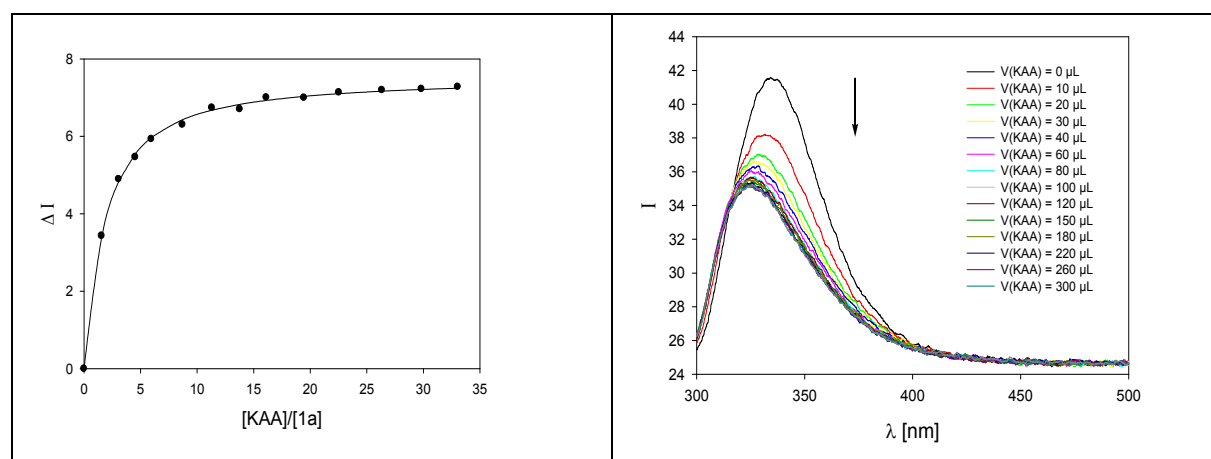 8
6
4
2
0
Δ I
0 5 10 15 20 25 30 35
[KAA]/[1a]
44
42
40
38
36
34
32
30
28
26
24
I
V(KAA) = 0 µL
V(KAA) = 10 µL
V(KAA) = 20 µL
V(KAA) = 30 µL
V(KAA) = 40 µL
V(KAA) = 60 µL
V(KAA) = 80 µL
V(KAA) = 100 µL
V(KAA) = 120 µL
V(KAA) = 150 µL
V(KAA) = 180 µL
V(KAA) = 220 µL
V(KAA) = 260 µL
V(KAA) = 300 µL
300 350 400 450 500
λ [nm]